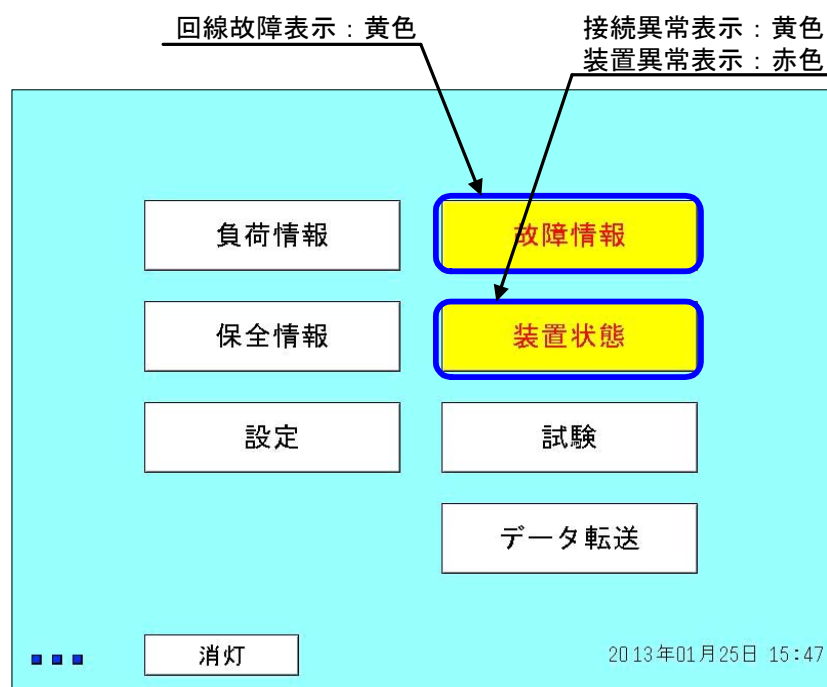 回線故障表示：黄色
接続異常表示：黄色
装置異常表示：赤色
負荷情報
故障情報
保全情報
装置状態
設定
試験
データ転送
消灯
2013年01月25日 15:47